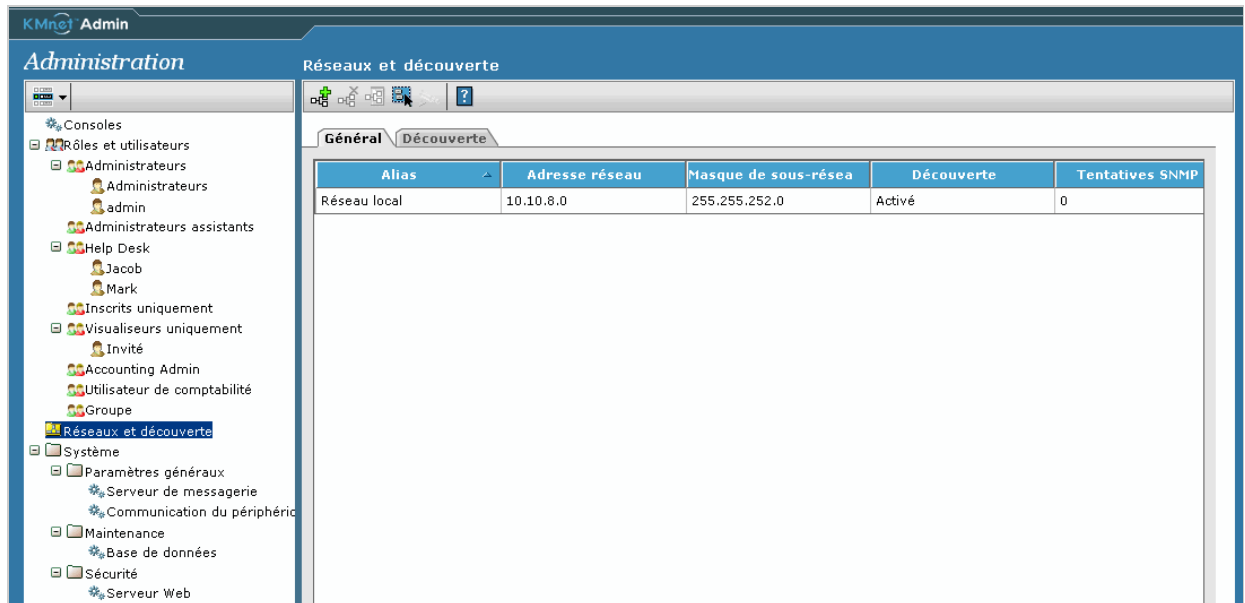 KMnet Admin
Administration
Réseaux et découverte
Consoles
Rôles et utilisateurs
Administrateurs
Administrateurs
admin
Administrateurs assistants
Help Desk
Jacob
Mark
Inscrits uniquement
Visualiseurs uniquement
Invité
Accounting Admin
Utilisateur de comptabilité
Groupe
Réseaux et découverte
Système
Paramètres généraux
Serveur de messagerie
Communication du périphéric
Maintenance
Base de données
Sécurité
Serveur Web
?
Général Découverte
Alias Adresse réseau Masque de sous-résea Découverte Tentatives SNMP
Réseau local 10.10.8.0 255.255.252.0 Activé 0